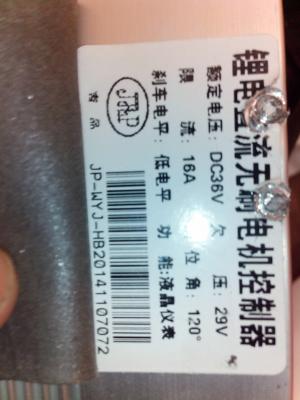 锂电直流无刷电机控制器
额定电压:DC36V 欠 压:29V
限 流:16A 相位角:120°
刹车电平:低电平 功 能:液晶仪表
JP-WYJ-HB20141107072